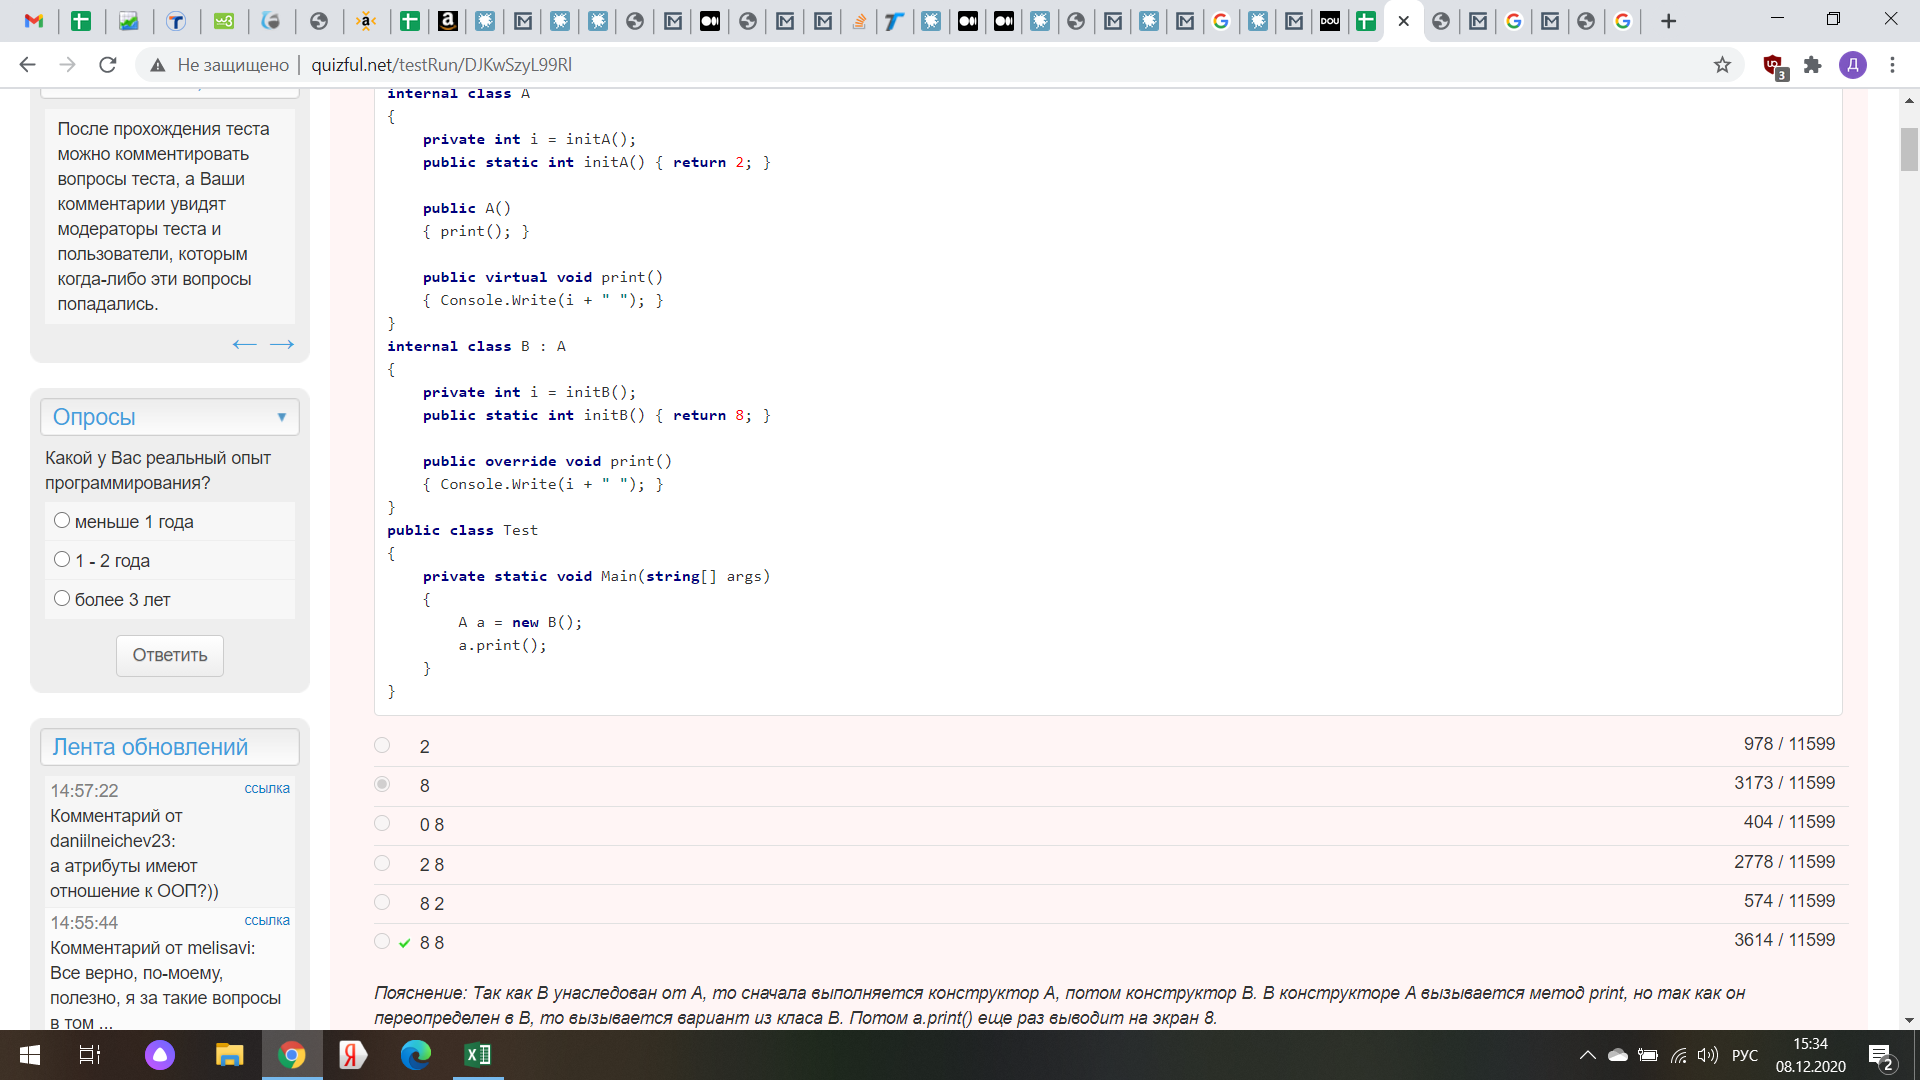 Не защищено
quizful.net/testRun/DJKwSzyL99Rl
3
Д
DOU
После прохождения теста
можно комментировать
вопросы теста, а Ваши
комментарии увидят
модераторы теста и
пользователи, которым
когда-либо эти вопросы
попадались.
Опросы
Какой у Вас реальный опыт
программирования?
меньше 1 года
1 - 2 года
более 3 лет
Ответить
Лента обновлений
14:57:22 ссылка
Комментарий от
daniilneichev23:
а атрибуты имеют
отношение к ООП?))
14:55:44 ссылка
Комментарий от melisavi:
Все верно, по-моему,
полезно, я за такие вопросы
в том ...
internal class A
{
private int i = initA();
public static int initA() { return 2; }
public A()
{ print(); }
public virtual void print()
{ Console.Write(i + " "); }
}
internal class B : A
{
private int i = initB();
public static int initB() { return 8; }
public override void print()
{ Console.Write(i + " "); }
}
public class Test
{
private static void Main(string[] args)
{
A a = new B();
a.print();
}
}
2 978 / 11599
8 3173 / 11599
0 8 404 / 11599
2 8 2778 / 11599
8 2 574 / 11599
8 8 3614 / 11599
Пояснение: Так как B унаследован от A, то сначала выполняется конструктор A, потом конструктор B. В конструкторе A вызывается метод print, но так как он
переопределен в B, то вызывается вариант из класа B. Потом a.print() еще раз выводит на экран 8.
РУС
15:34
08.12.2020
2